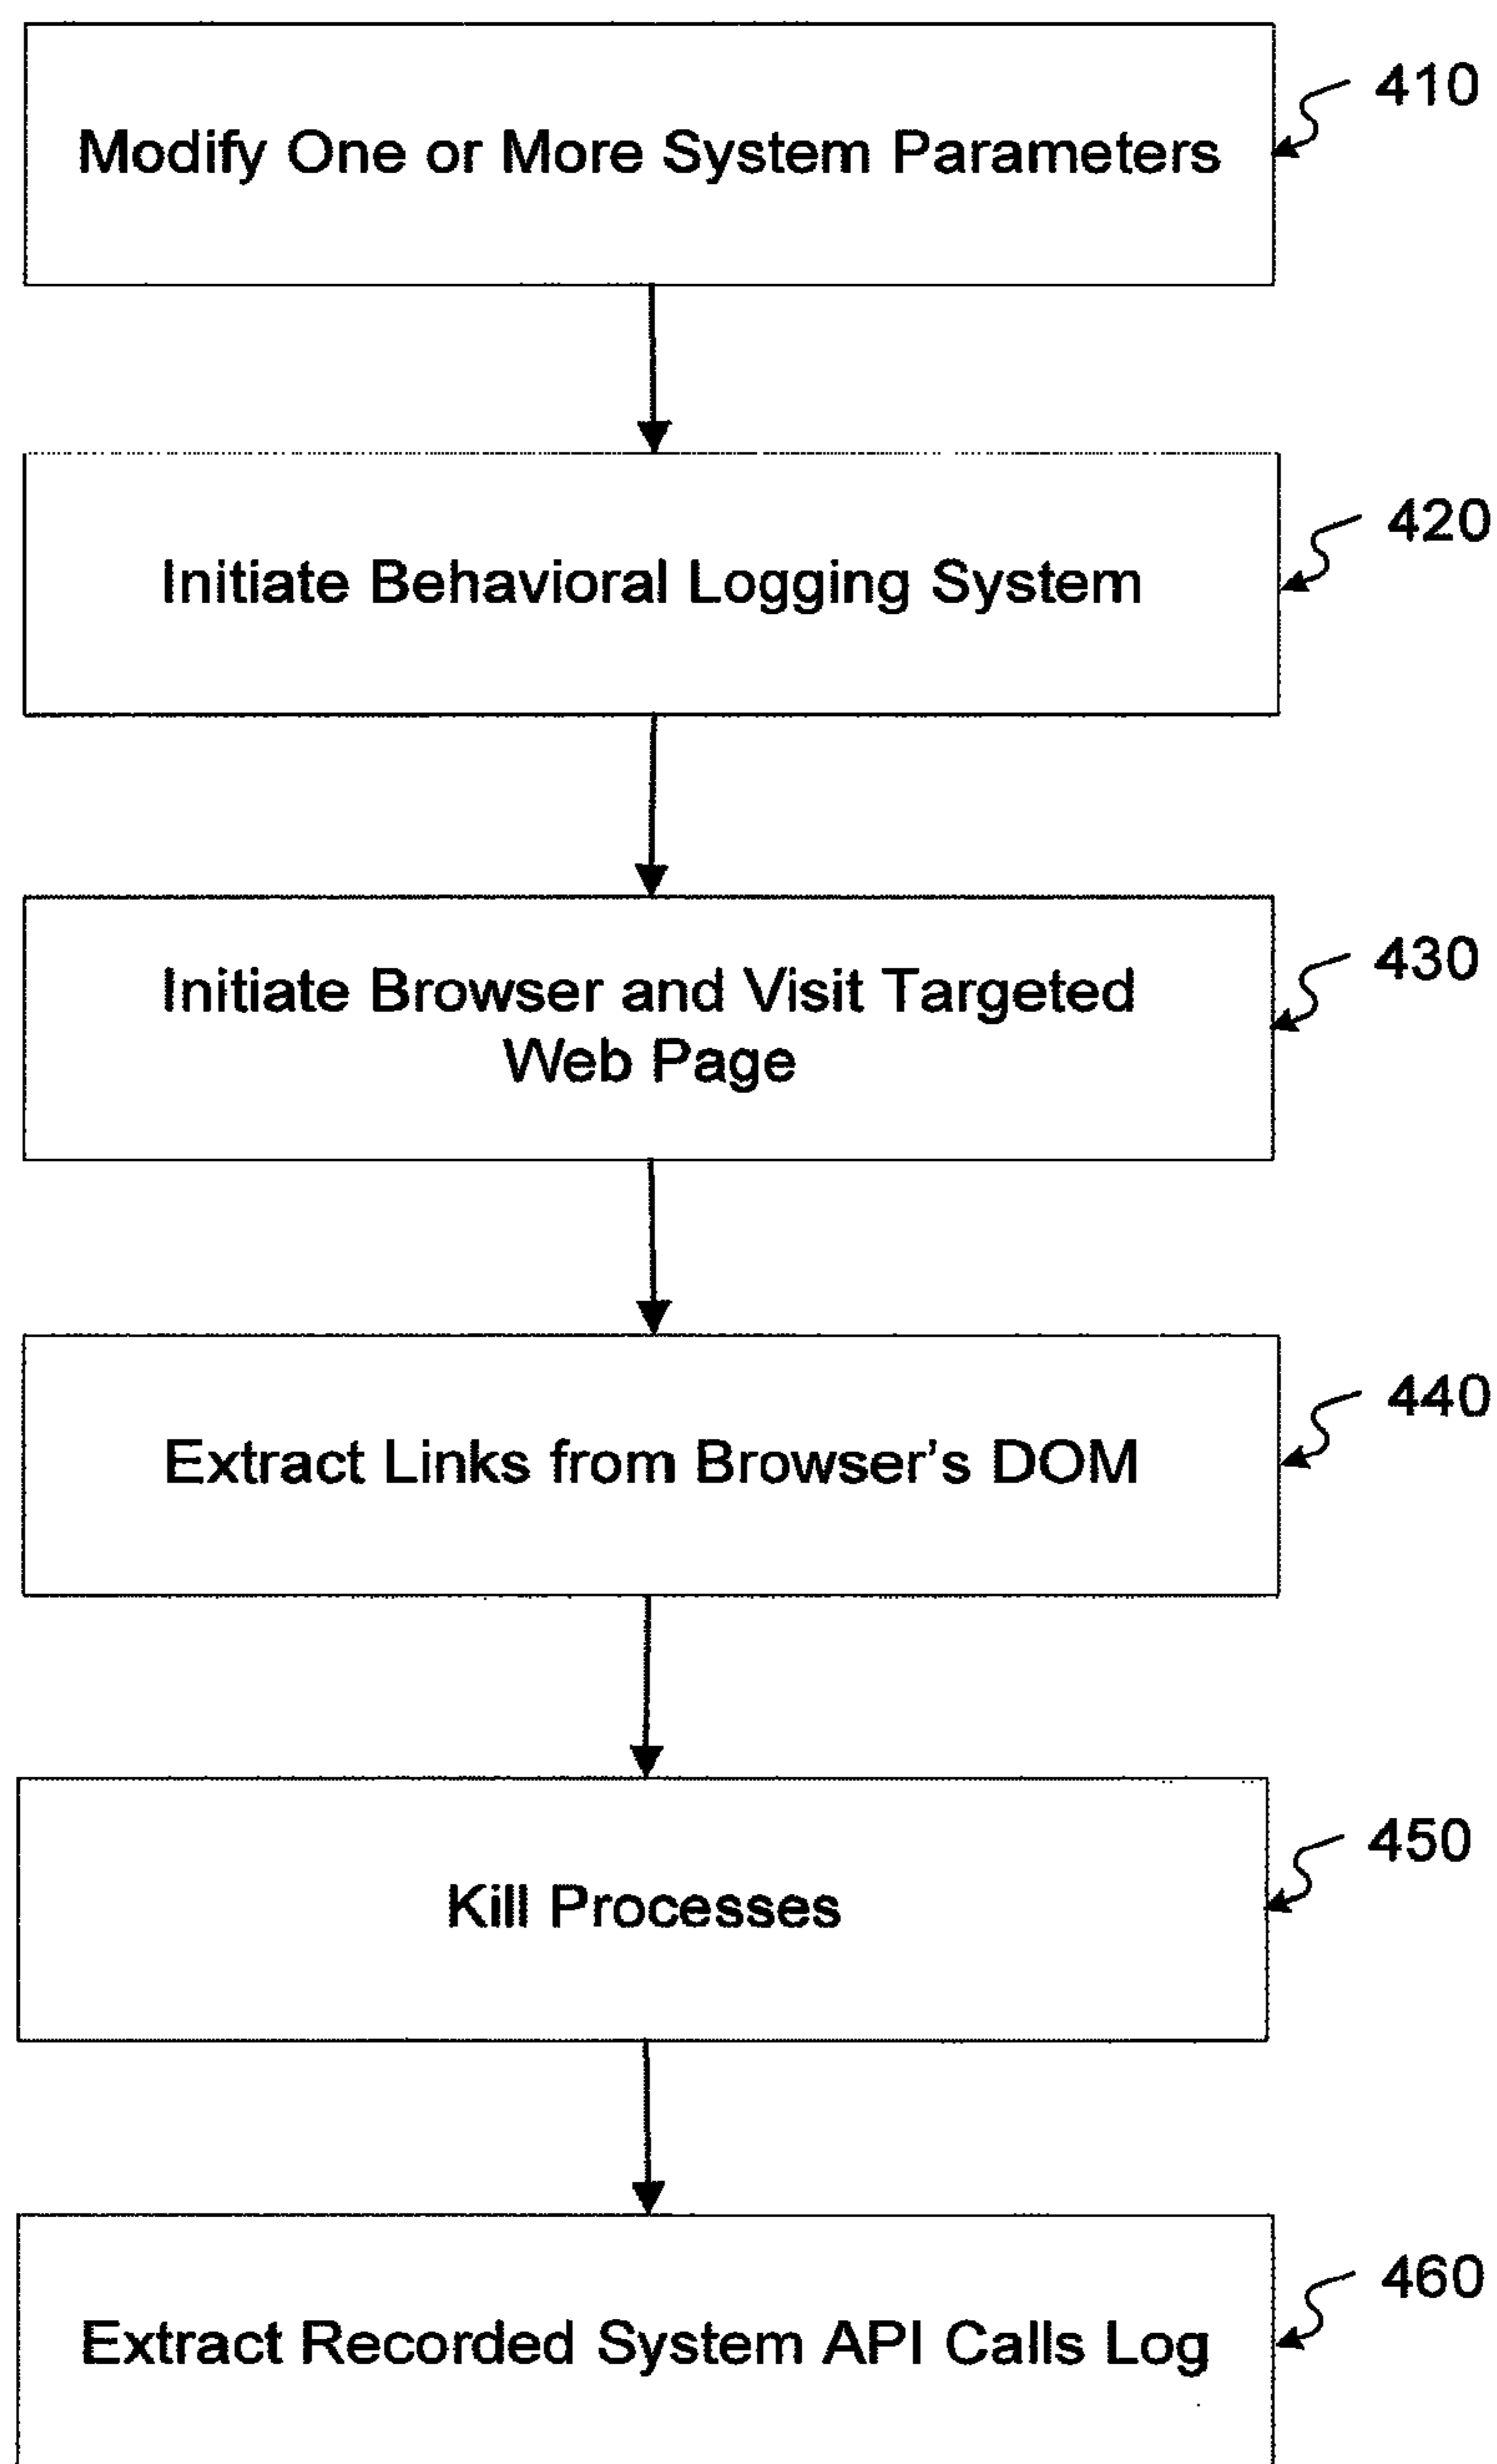 Modify One or More System Parameters
410
Initiate Behavioral Logging System
420
Initiate Browser and Visit Targeted
Web Page
430
Extract Links from Browser's DOM
440
Kill Processes
450
Extract Recorded System API Calls Log
460